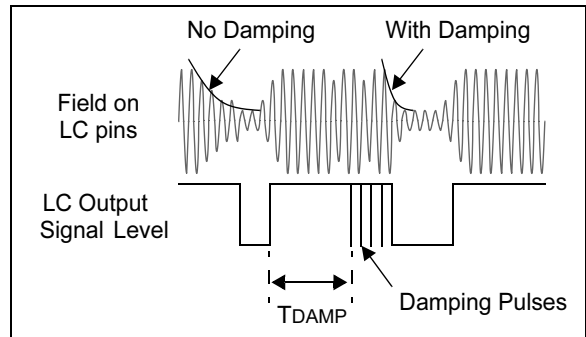 No Damping
With Damping
Field on
LC pins
LC Output
Signal Level
TDAMP
Damping Pulses